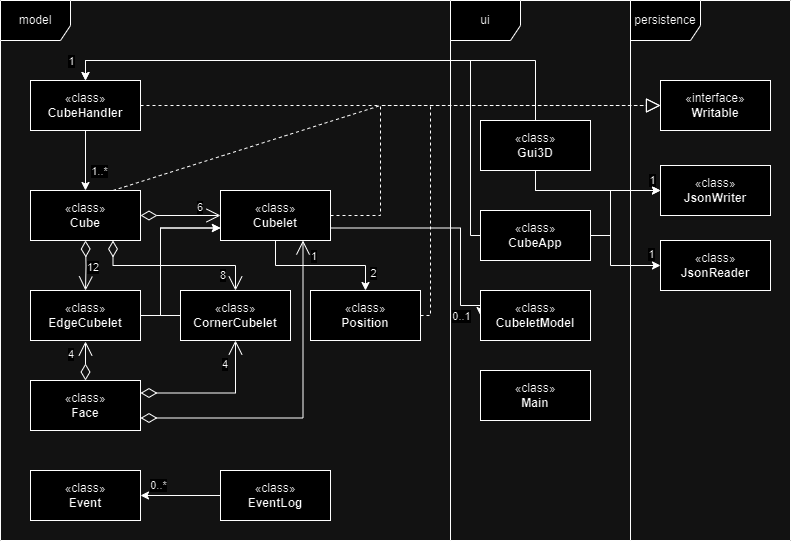 model
ui
persistence
1
«class»
CubeHandler
«interface»
Writable
«class»
Gui3D
1..*
1
«class»
JsonWriter
«class»
Cube
6
«class»
Cubelet
«class»
CubeApp
1
1
«class»
JsonReader
12
8
2
«class»
EdgeCubelet
«class»
CornerCubelet
«class»
Position
0..1
«class»
CubeletModel
4
4
«class»
Face
«class»
Main
«class»
Event
0..*
«class»
EventLog